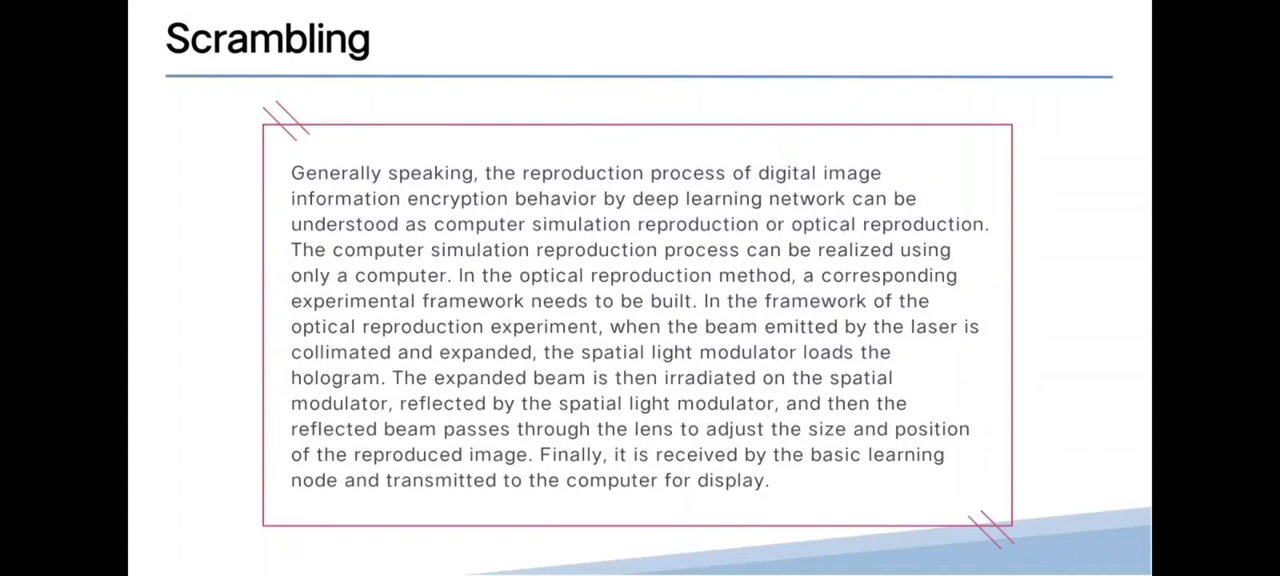 Scrambling
Generally speaking, the reproduction process of digital image
information encryption behavior by deep learning network can be
understood as computer simulation reproduction or optical reproduction.
The computer simulation reproduction process can be realized using
only a computer. In the optical reproduction method, a corresponding
experimental framework needs to be built. In the framework of the
optical reproduction experiment, when the beam emitted by the laser is
collimated and expanded, the spatial light modulator loads the
hologram. The expanded beam is then irradiated on the spatial
modulator, reflected by the spatial light modulator, and then the
reflected beam passes through the lens to adjust the size and position
of the reproduced image. Finally, it is received by the basic learning
node and transmitted to the computer for display.